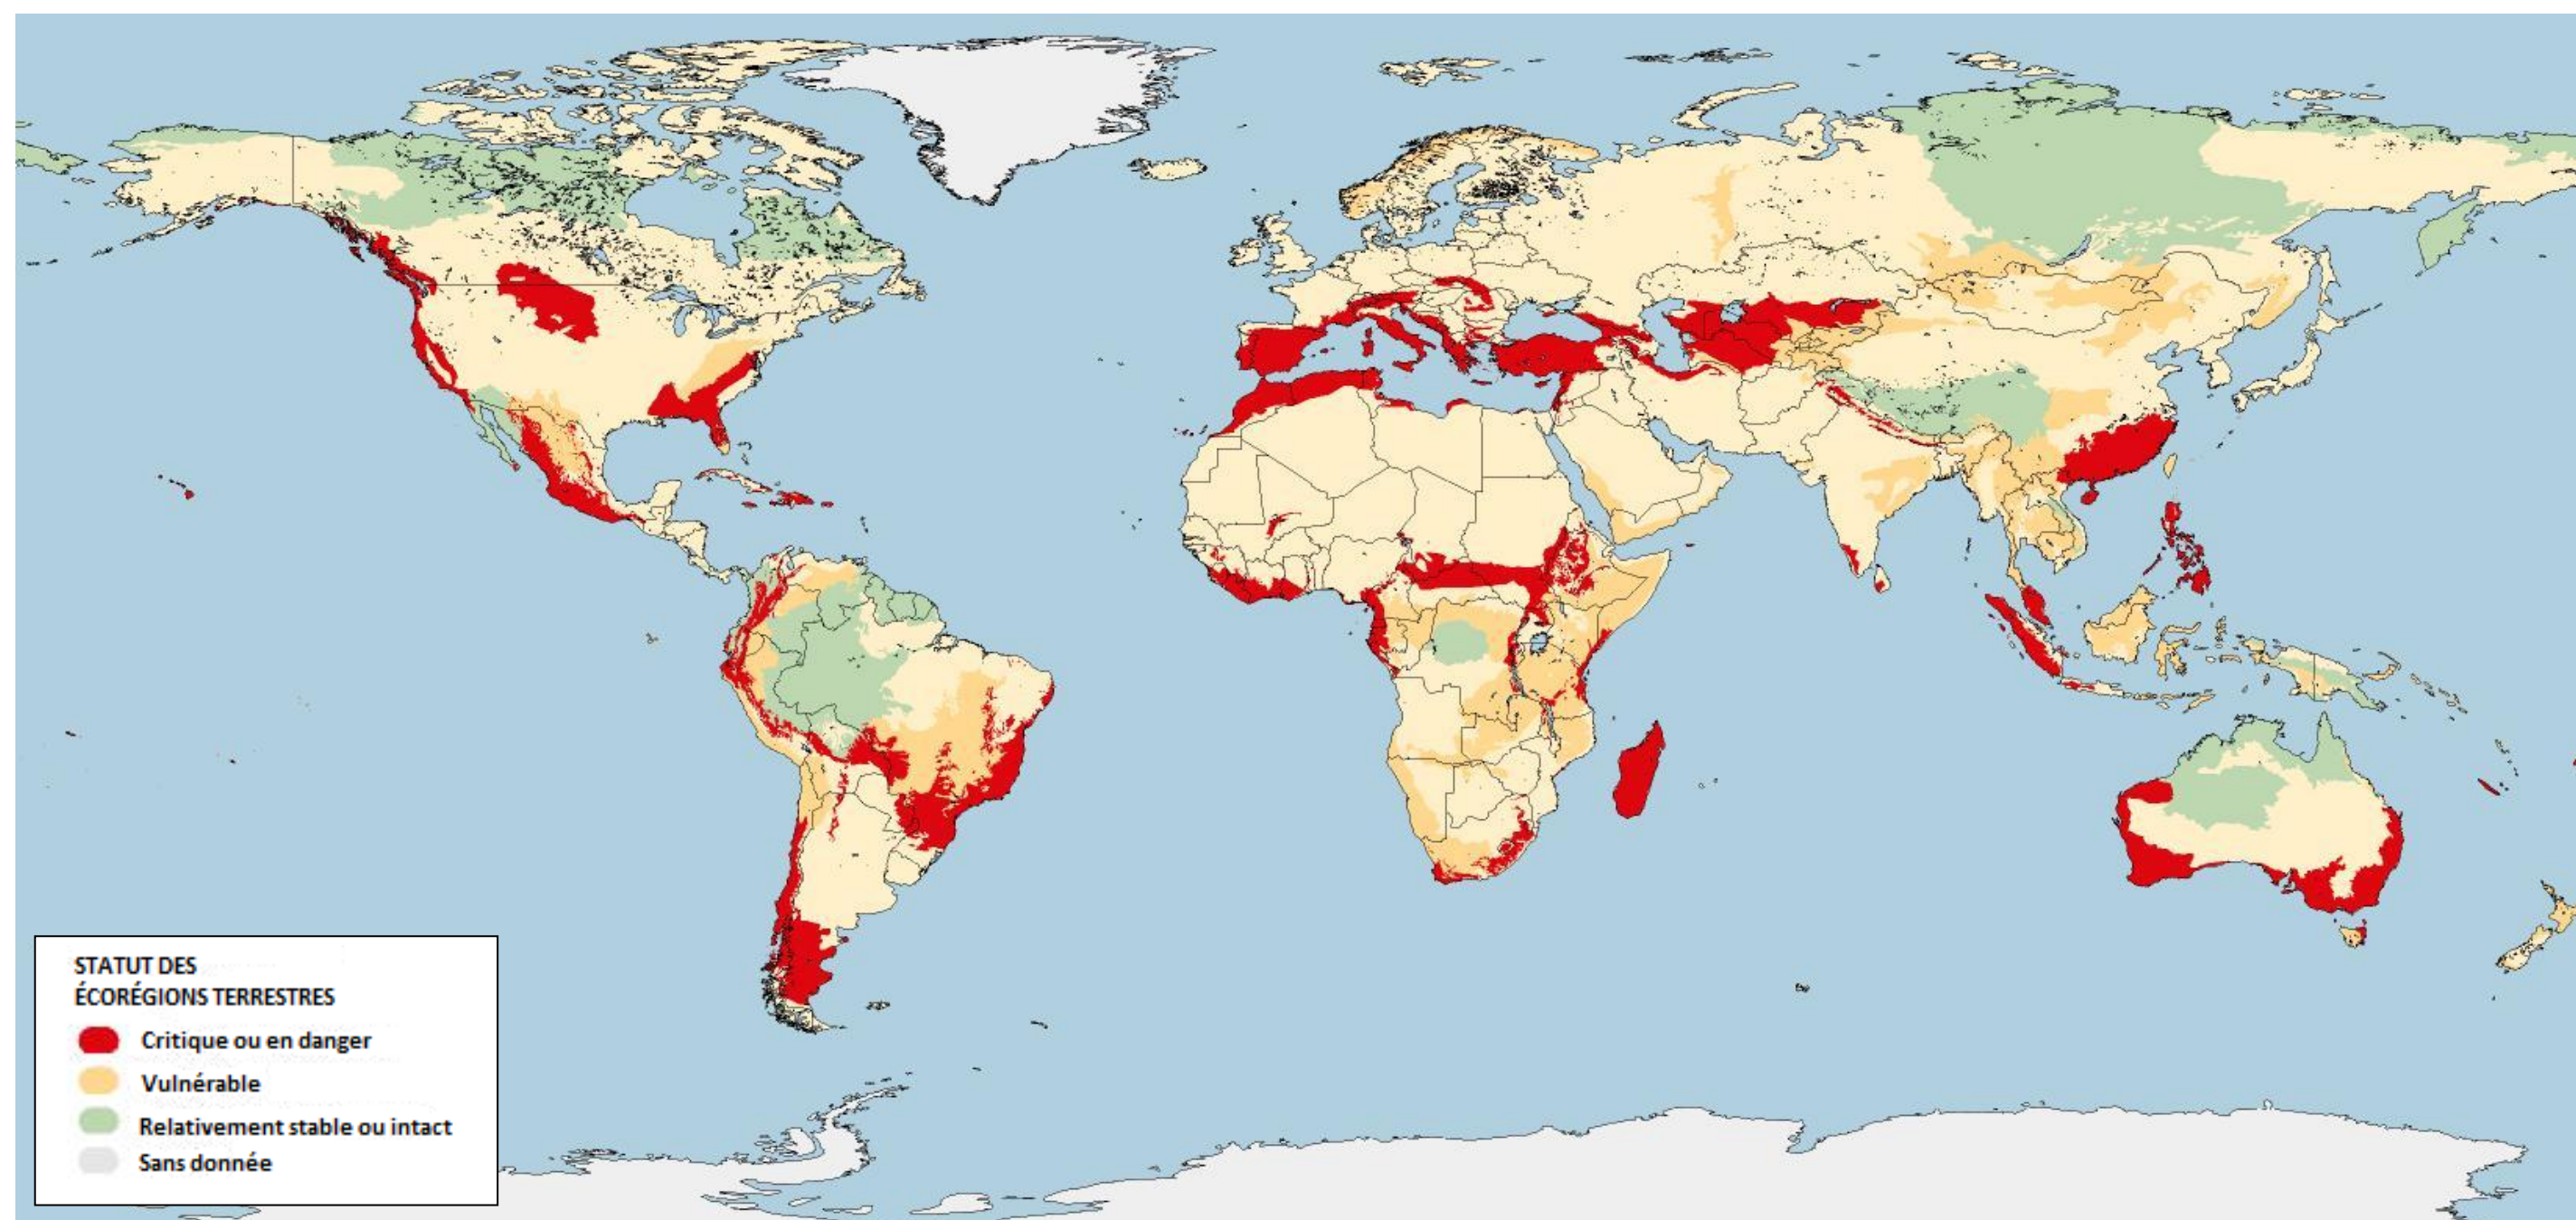 STATUT DES
ÉCORÉGIONS TERRESTRES
Critique ou en danger
Vulnérable
Relativement stable ou intact
Sans donnée